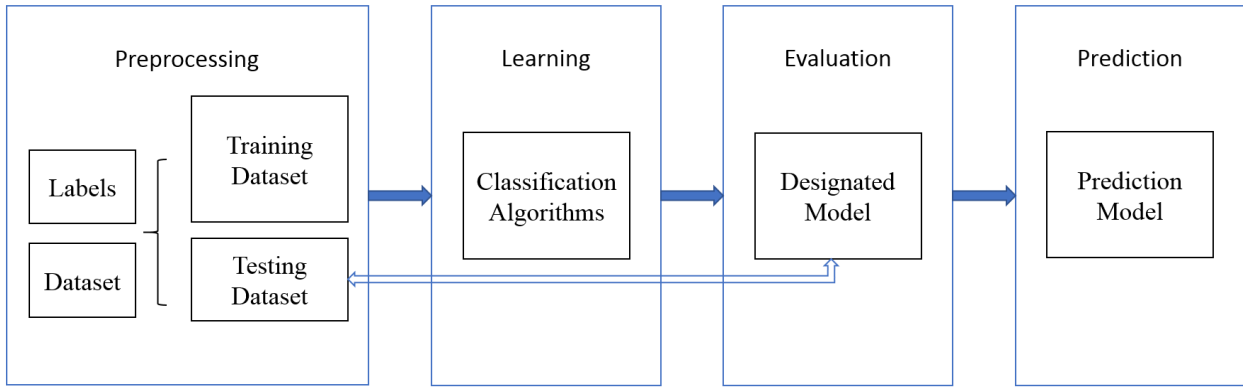 Preprocessing
Labels
Dataset
Training
Dataset
Testing
Dataset
Learning
Classification
Algorithms
Evaluation
Designated
Model
Prediction
Prediction
Model